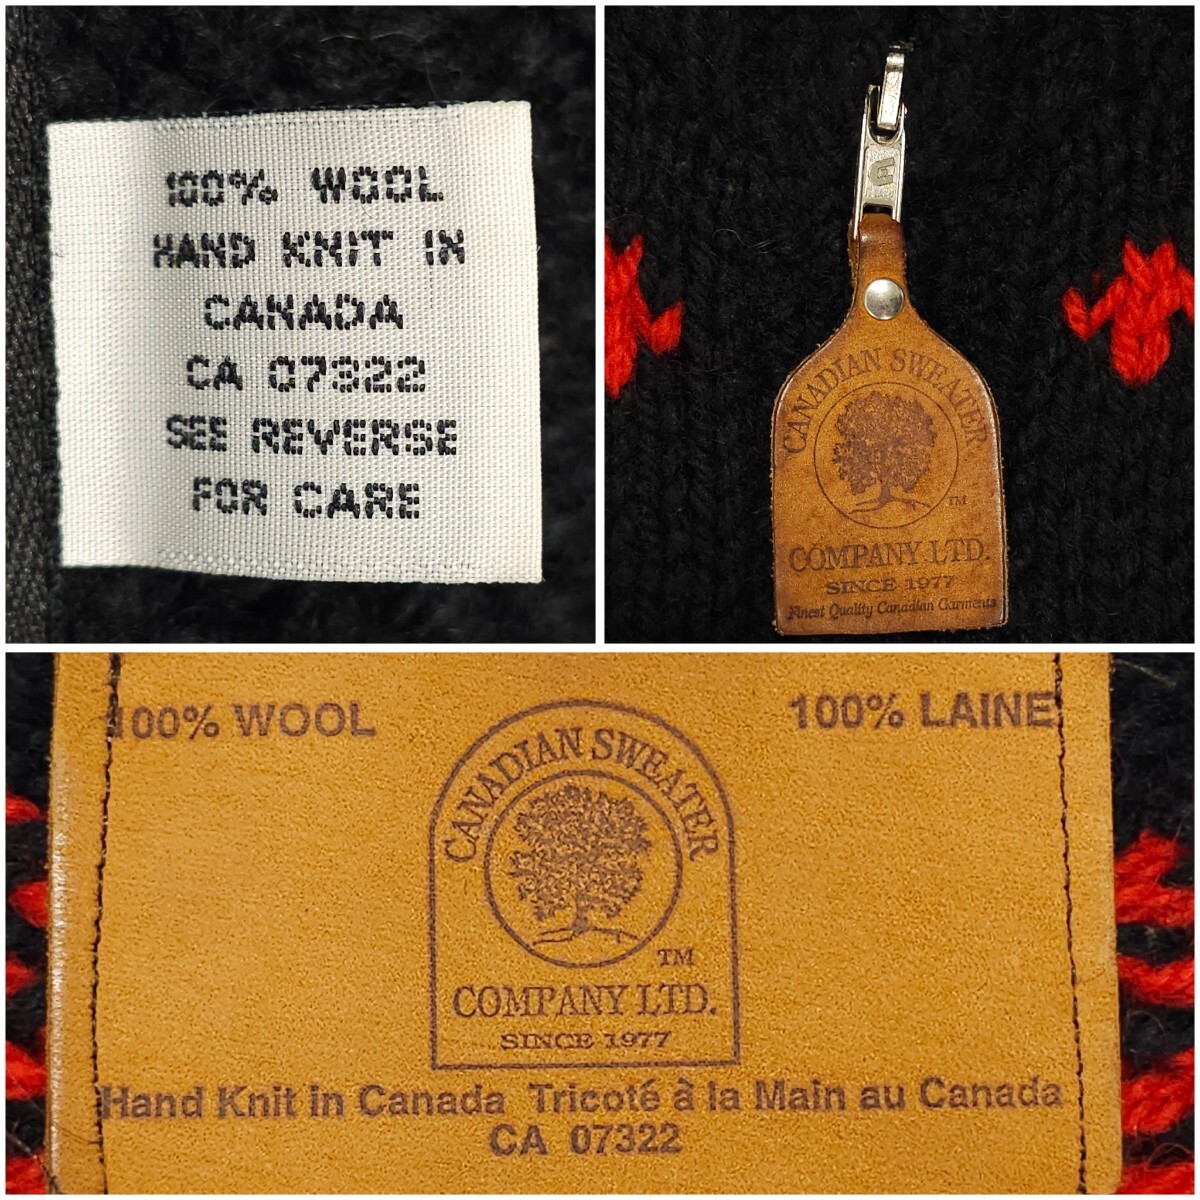 100% WOOL
HAND KNIT IN
CANADA
CA 07322
SEE REVERSE
FOR CARE
CANADIAN SWEATER
TM
COMPANY LTD.
SINCE 1977
Finest Quality Canadian Garments
100% WOOL
100% LAINE
CANADIAN SWEATER
TM
COMPANY LTD.
SINCE 1977
Hand Knit in Canada Tricoté à la Main au Canada
CA 07322